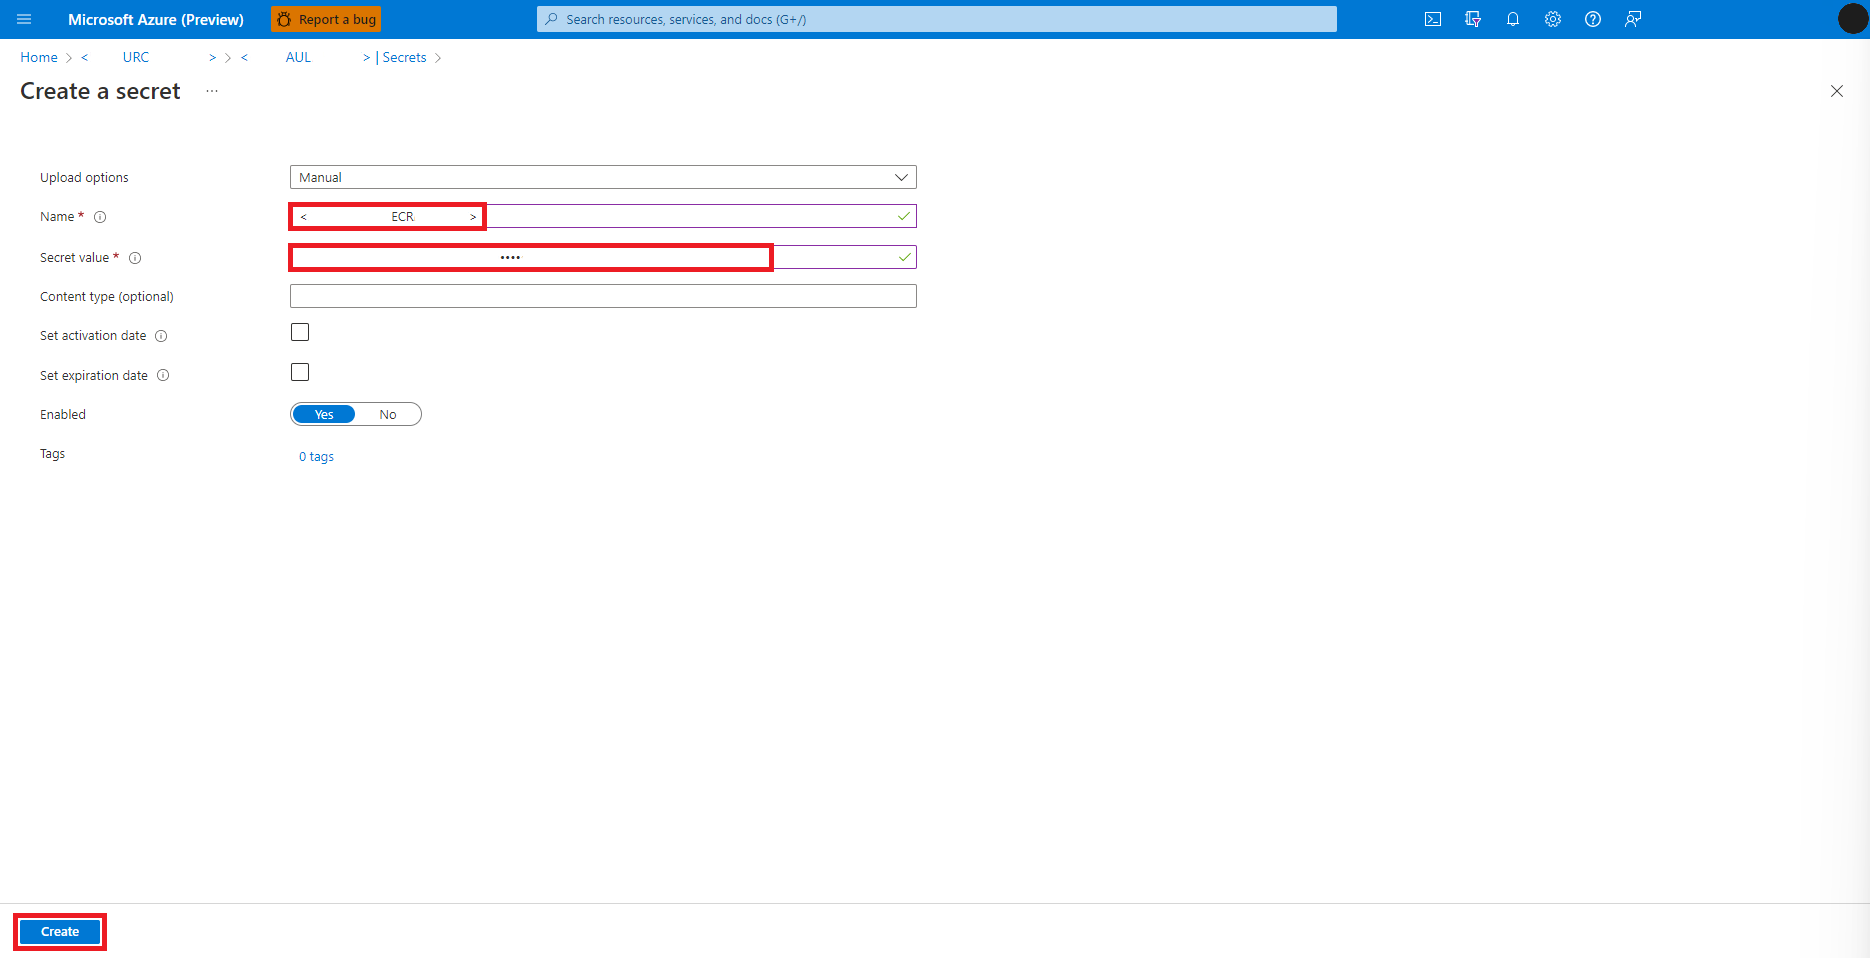 Microsoft Azure (Preview) Report a bug Search resources, services, and docs (G+/)
Home > < URC > > < AUL > | Secrets >
Create a secret ...
Upload options Manual
Name * < ECR >
Secret value * ••••
Content type (optional)
Set activation date
Set expiration date
Enabled Yes No
Tags 0 tags
Create